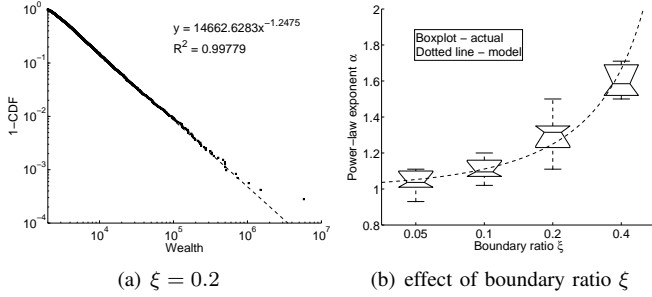 10^0
10^−1
10^−2
10^−3
10^−4
1−CDF
y = 14662.6283x^−1.2475
R^2 = 0.99779
10^4
10^5
10^6
10^7
Wealth
(a) ξ = 0.2
2
1.8
1.6
1.4
1.2
1
0.8
Power−law exponent α
Boxplot − actual
Dotted line − model
0.05
0.1
0.2
0.4
Boundary ratio ξ
(b) effect of boundary ratio ξ